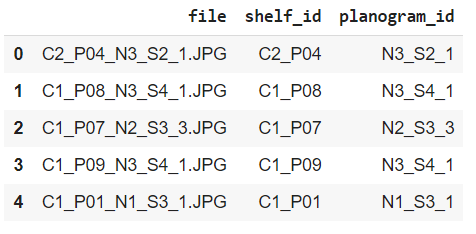 file shelf_id planogram_id
0 C2_P04_N3_S2_1.JPG C2_P04 N3_S2_1
1 C1_P08_N3_S4_1.JPG C1_P08 N3_S4_1
2 C1_P07_N2_S3_3.JPG C1_P07 N2_S3_3
3 C1_P09_N3_S4_1.JPG C1_P09 N3_S4_1
4 C1_P01_N1_S3_1.JPG C1_P01 N1_S3_1